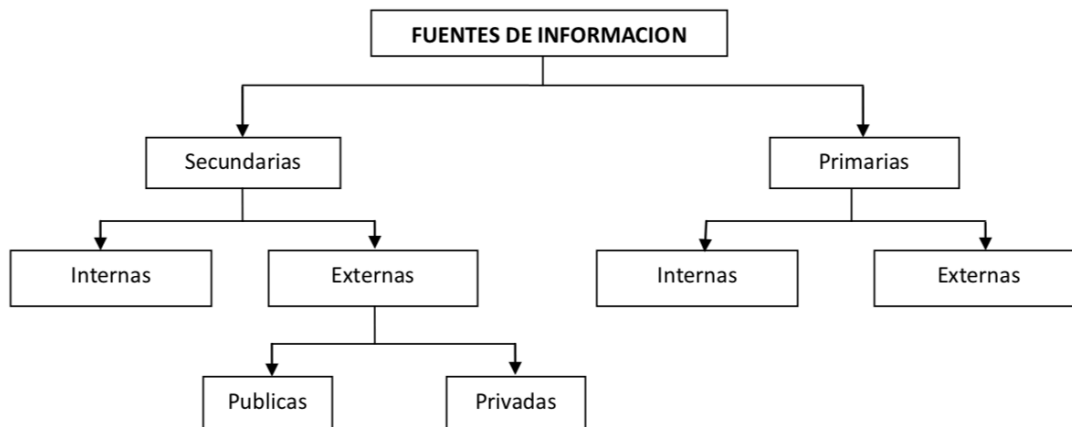 FUENTES DE INFORMACION
Secundarias
Primarias
Internas
Externas
Internas
Externas
Publicas
Privadas